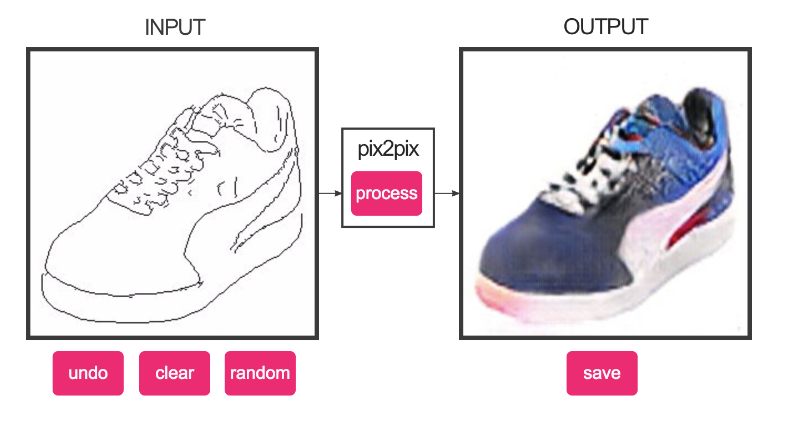 INPUT
OUTPUT
pix2pix
process
undo
clear
random
save